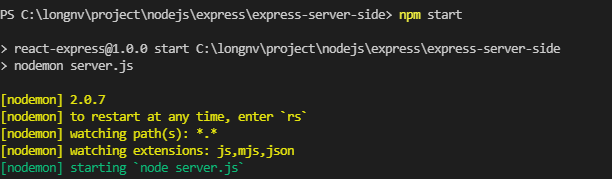 PS C:\longnv\project\nodejs\express\express-server-side> npm start
> react-express@1.0.0 start C:\longnv\project\nodejs\express\express-server-side
> nodemon server.js
[nodemon] 2.0.7
[nodemon] to restart at any time, enter `rs`
[nodemon] watching path(s): *.*
[nodemon] watching extensions: js,mjs,json
[nodemon] starting `node server.js`